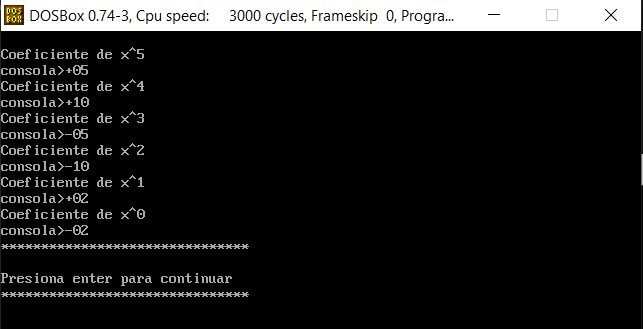 DOSBox 0.74-3, Cpu speed: 3000 cycles, Frameskip 0, Progra...
Coeficiente de x^5
consola>+05
Coeficiente de x^4
consola>+10
Coeficiente de x^3
consola>-05
Coeficiente de x^2
consola>-10
Coeficiente de x^1
consola>+02
Coeficiente de x^0
consola>-02
*******************************
Presiona enter para continuar
*******************************